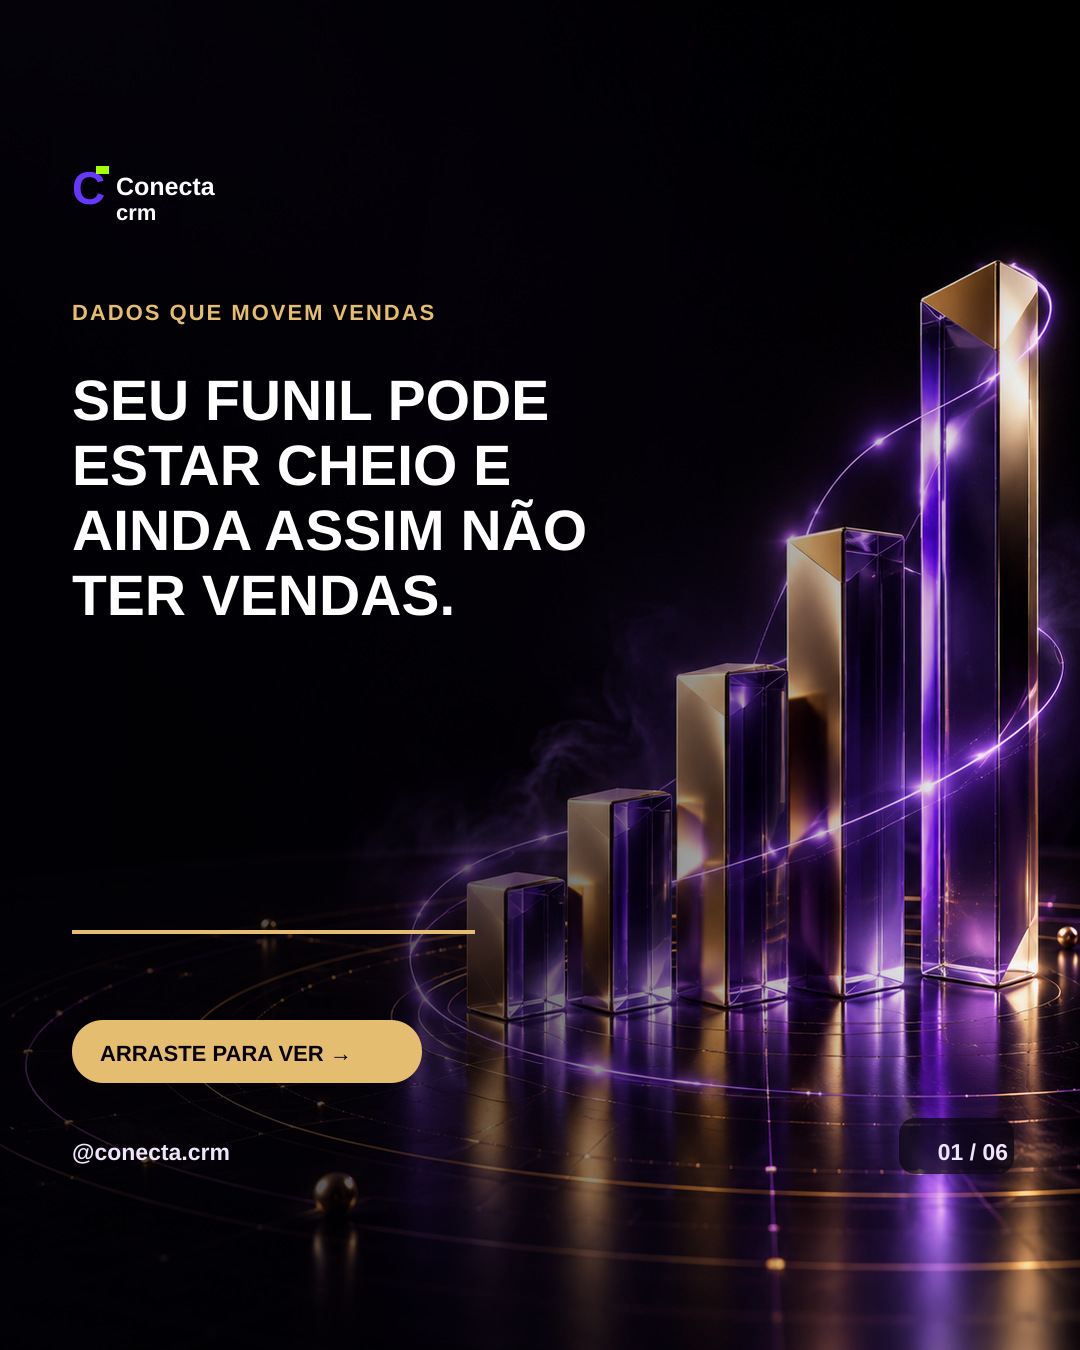 C Conecta
crm
DADOS QUE MOVEM VENDAS
SEU FUNIL PODE
ESTAR CHEIO E
AINDA ASSIM NÃO
TER VENDAS.
ARRASTE PARA VER →
@conecta.crm
01 / 06